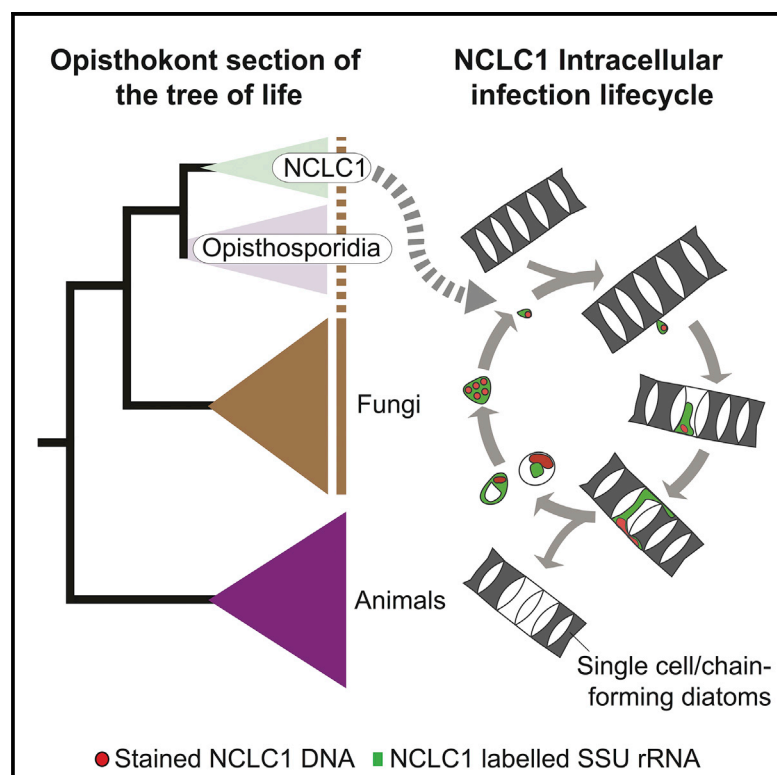 Opisthokont section of
the tree of life
NCLC1 Intracellular
infection lifecycle
NCLC1
Opisthosporidia
Fungi
Animals
Single cell/chain-
forming diatoms
Stained NCLC1 DNA
NCLC1 labelled SSU rRNA